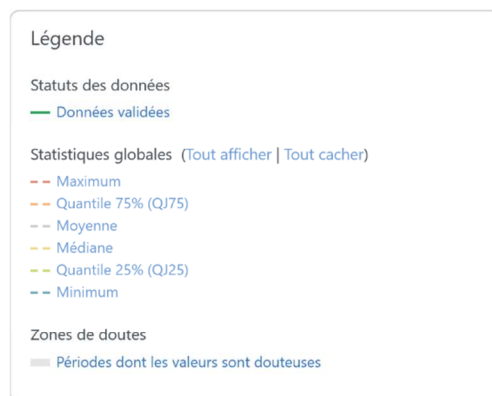 Légende
Statuts des données
Données validées
Statistiques globales (Tout afficher | Tout cacher)
Maximum
Quantile 75% (QJ75)
Moyenne
Médiane
Quantile 25% (QJ25)
Minimum
Zones de doutes
Périodes dont les valeurs sont douteuses